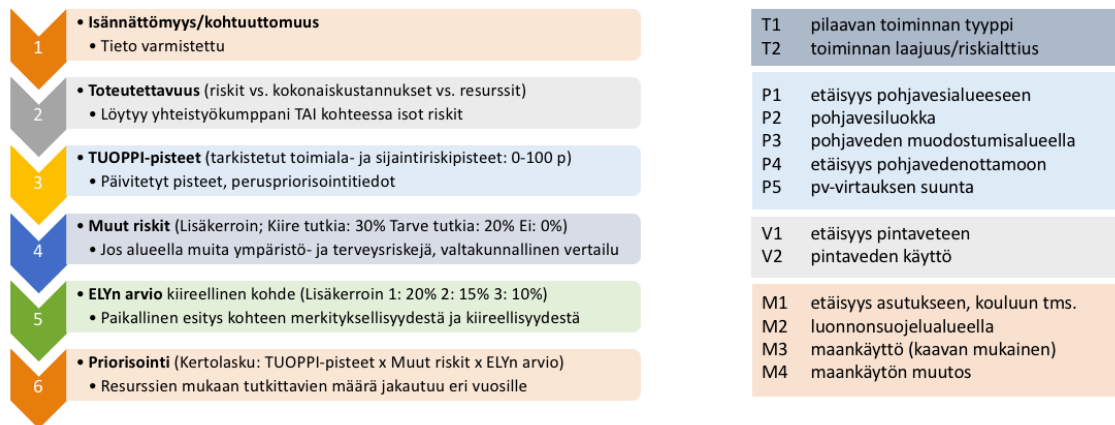 1
• Isännättömyys/kohtuuttomuus
• Tieto varmistettu
2
• Toteutettavuus (riskit vs. kokonaiskustannukset vs. resurssit)
• Löytyy yhteistyökumppani TAI kohteessa isot riskit
3
• TUOPPI-pisteet (tarkistetut toimiala- ja sijaintiriskipisteet: 0-100 p)
• Päivitetyt pisteet, peruspriorisointitiedot
4
• Muut riskit (Lisäkerroin; Kiire tutkia: 30% Tarve tutkia: 20% Ei: 0%)
• Jos alueella muita ympäristö- ja terveysriskejä, valtakunnallinen vertailu
5
• ELYn arvio kiireellinen kohde (Lisäkerroin 1: 20% 2: 15% 3: 10%)
• Paikallinen esitys kohteen merkityksellisyydestä ja kiireellisyydestä
6
• Priorisointi (Kertolasku: TUOPPI-pisteet x Muut riskit x ELYn arvio)
• Resurssien mukaan tutkittavien määrä jakautuu eri vuosille
T1 pilaavan toiminnan tyyppi
T2 toiminnan laajuus/riskialttius
P1 etäisyys pohjavesialueeseen
P2 pohjavesiluokka
P3 pohjaveden muodostumisalueella
P4 etäisyys pohjavedenottamoon
P5 pv-virtauksen suunta
V1 etäisyys pintaveteen
V2 pintaveden käyttö
M1 etäisyys asutukseen, kouluun tms.
M2 luonnonsuojelualueella
M3 maankäyttö (kaavan mukainen)
M4 maankäytön muutos